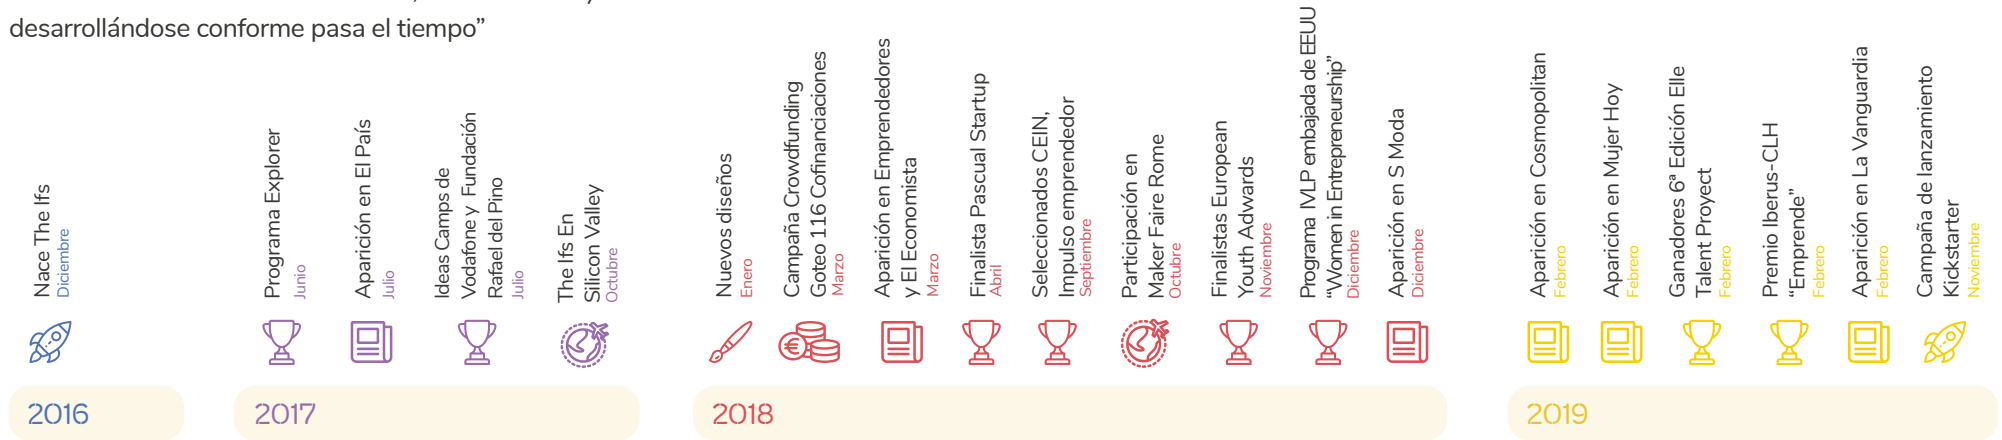 desarrollándose conforme pasa el tiempo”
Nace The Ifs
Diciembre
Programa Explorer
Junio
Aparición en El País
Julio
Ideas Camps de
Vodafone y Fundación
Rafael del Pino
Julio
The Ifs En
Silicon Valley
Octubre
Nuevos diseños
Enero
Campaña Crowdfunding
Goteo 116 Cofinanciaciones
Marzo
Aparición en Emprendedores
y El Economista
Marzo
Finalista Pascual Startup
Abril
Seleccionados CEIN,
Impulso emprendedor
Septiembre
Participación en
Maker Faire Rome
Octubre
Finalistas European
Youth Adwards
Noviembre
Programa IVLP embajada de EEUU
“Women in Entrepreneurship”
Diciembre
Aparición en S Moda
Diciembre
Aparición en Cosmopolitan
Febrero
Aparición en Mujer Hoy
Febrero
Ganadores 6ª Edición Elle
Talent Proyect
Febrero
Premio Iberus-CLH
“Emprende”
Febrero
Aparición en La Vanguardia
Febrero
Campaña de lanzamiento
Kickstarter
Noviembre
2016
2017
2018
2019